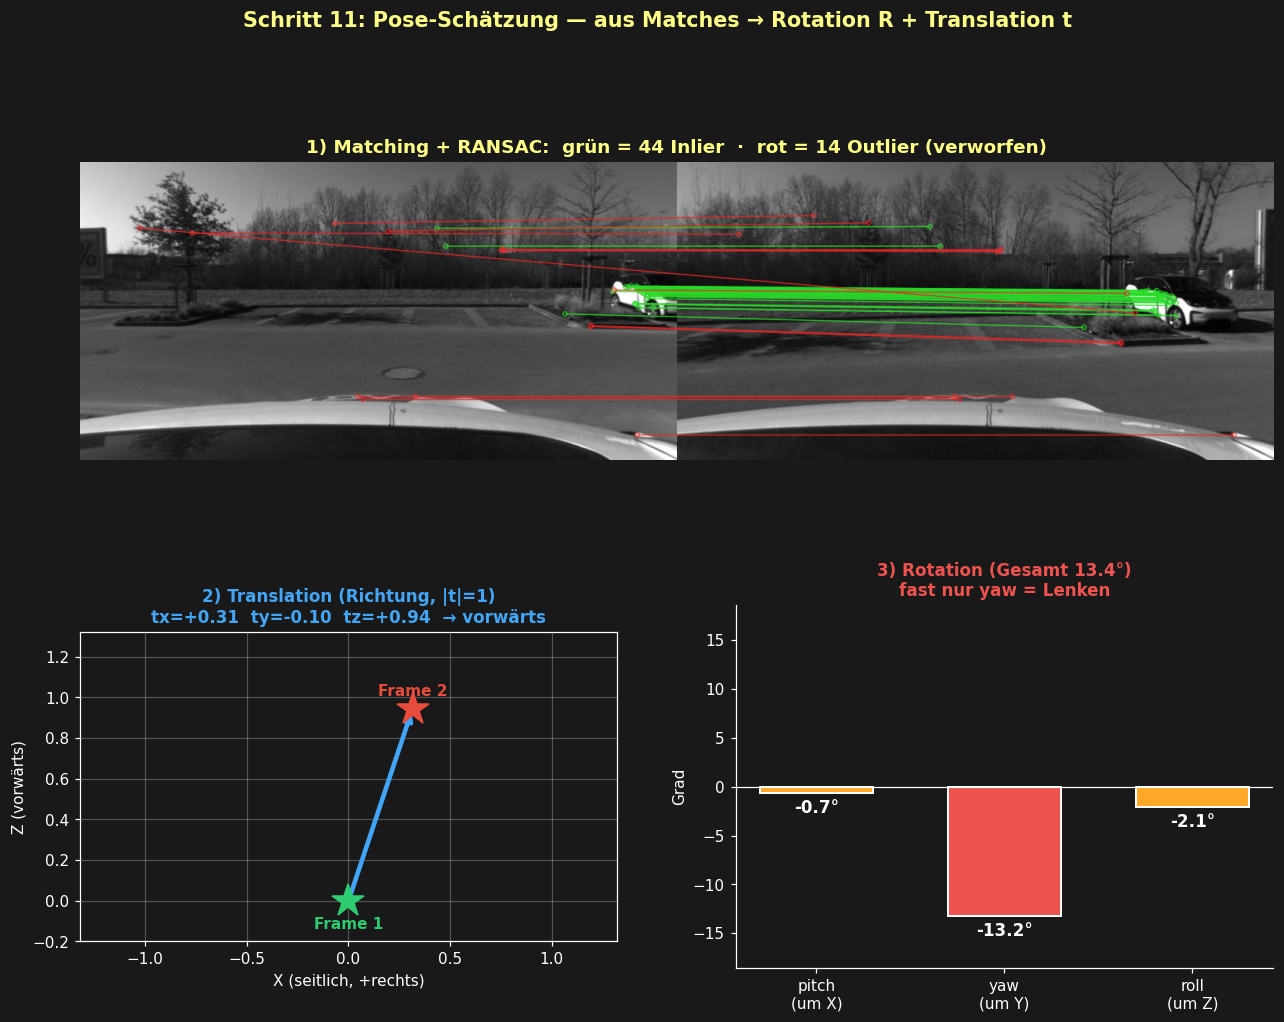 Schritt 11: Pose-Schätzung — aus Matches → Rotation R + Translation t
1) Matching + RANSAC:  grün = 44 Inlier  ·  rot = 14 Outlier (verworfen)
%
2) Translation (Richtung, |t|=1)
tx=+0.31  ty=-0.10  tz=+0.94  → vorwärts
Z (vorwärts)
1.2
1.0
0.8
0.6
0.4
0.2
0.0
−0.2
Frame 2
Frame 1
−1.0
−0.5
0.0
0.5
1.0
X (seitlich, +rechts)
3) Rotation (Gesamt 13.4°)
fast nur yaw = Lenken
Grad
15
10
5
0
−5
−10
−15
-0.7°
-13.2°
-2.1°
pitch
(um X)
yaw
(um Y)
roll
(um Z)